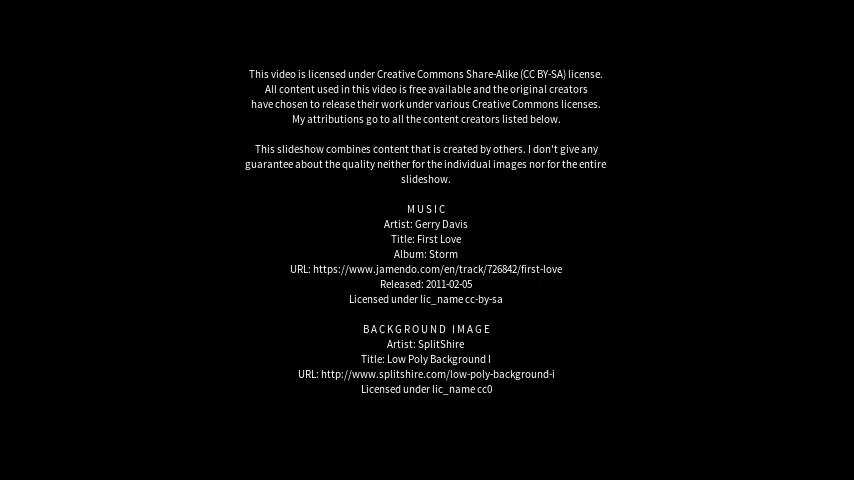 This video is licensed under Creative Commons Share-Alike (CC BY-SA) license.
All content used in this video is free available and the original creators
have chosen to release their work under various Creative Commons licenses.
My attributions go to all the content creators listed below.
This slideshow combines content that is created by others. I don't give any
guarantee about the quality neither for the individual images nor for the entire
slideshow.
MUSIC
Artist: Gerry Davis
Title: First Love
Album: Storm
URL: https://www.jamendo.com/en/track/726842/first-love
Released: 2011-02-05
Licensed under lic_name cc-by-sa
BACKGROUND IMAGE
Artist: SplitShire
Title: Low Poly Background I
URL: http://www.splitshire.com/low-poly-background-i
Licensed under lic_name cc0